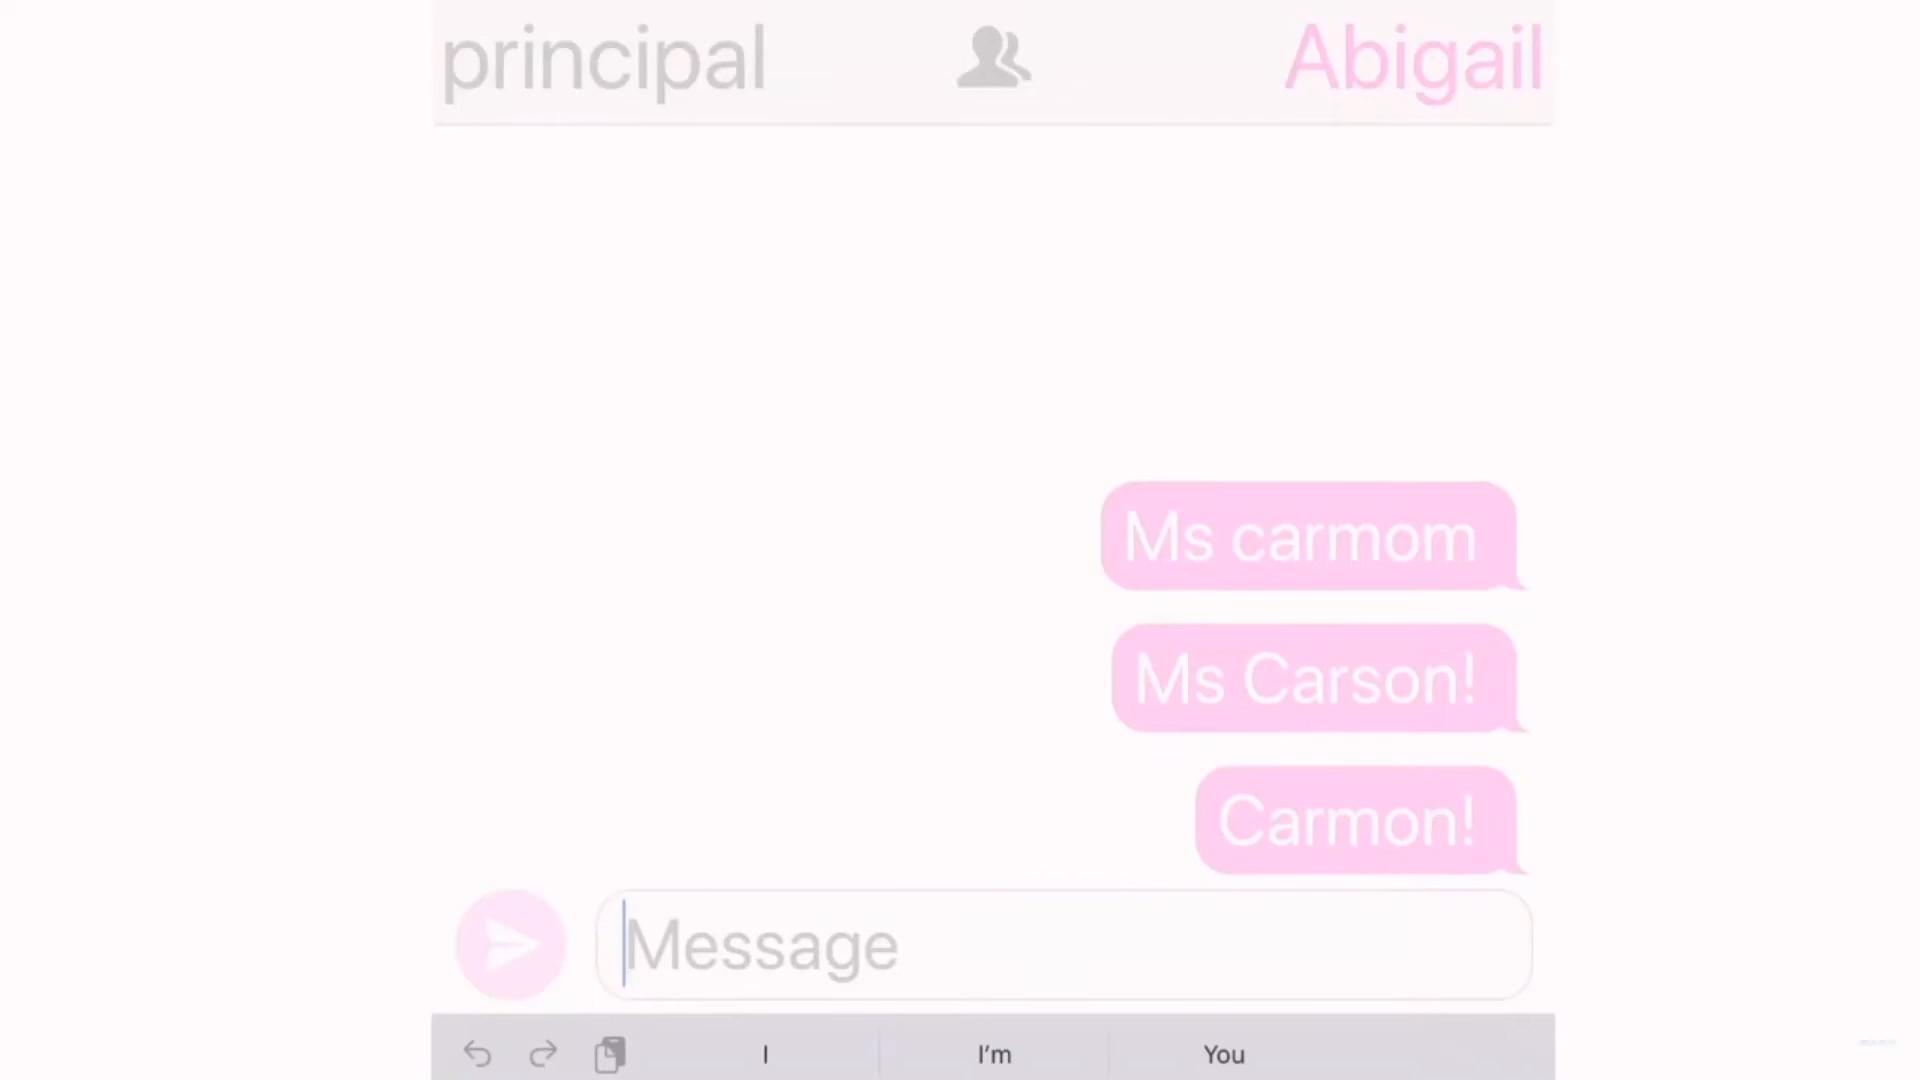 principal Abigail
Ms carmom
Ms Carson!
Carmon!
Message
I I'm You